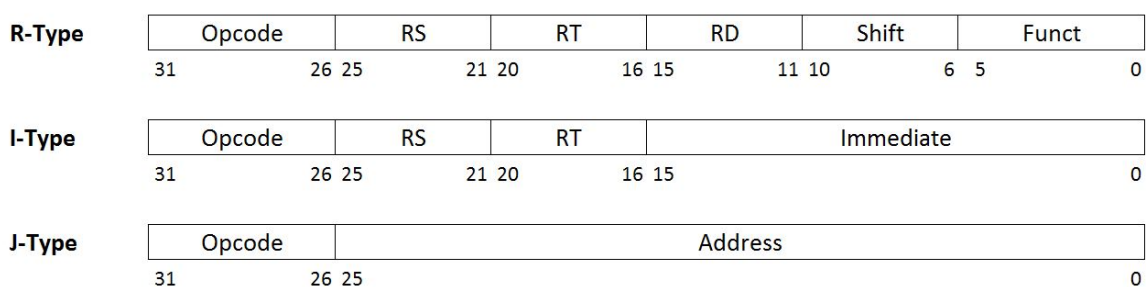 R-Type Opcode RS RT RD Shift Funct
31 26 25 21 20 16 15 11 10 6 5 0
I-Type Opcode RS RT Immediate
31 26 25 21 20 16 15 0
J-Type Opcode Address
31 26 25 0